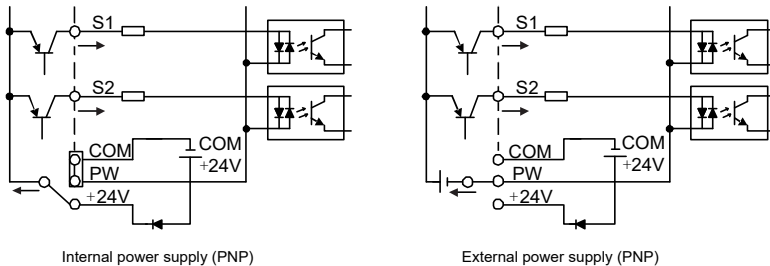 S1
S2
COM
COM
+24V
PW
+24V
Internal power supply (PNP)
S1
S2
COM
COM
+24V
PW
+24V
External power supply (PNP)